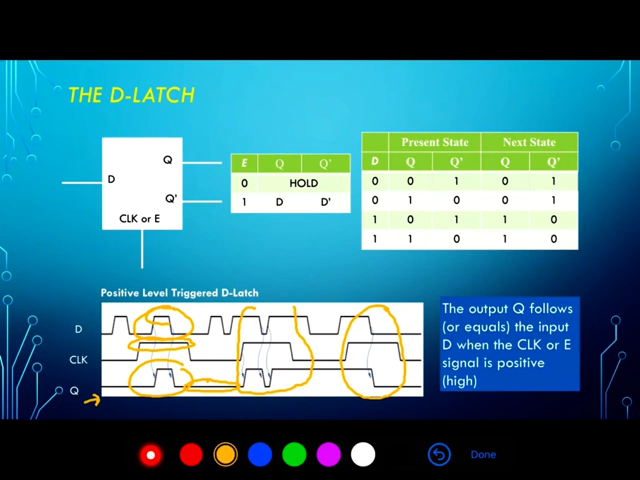 THE D-LATCH
Q
D
Q'
CLK or E
E Q Q'
0 HOLD
1 D D'
Present State Next State
D Q Q' Q Q'
0 0 1 0 1
0 1 0 0 1
1 0 1 1 0
1 1 0 1 0
Positive Level Triggered D-Latch
D
CLK
Q
The output Q follows
(or equals) the input
D when the CLK or E
signal is positive
(high)
Done